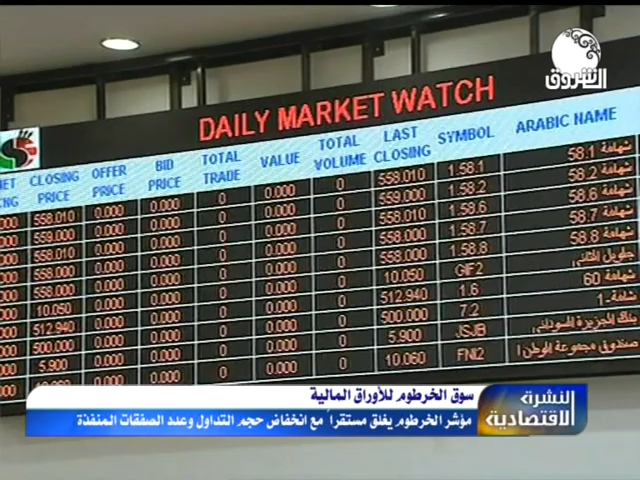 الشروق
DAILY MARKET WATCH
CLOSING PRICE OFFER PRICE BID PRICE TOTAL TRADE VALUE TOTAL VOLUME LAST CLOSING SYMBOL ARABIC NAME
558.010 0.000 0.000 0 0.000 0 558.010 1.58.1 شهامة 58.1
559.000 0.000 0.000 0 0.000 0 559.000 1.58.2 شهامة 58.2
558.010 0.000 0.000 0 0.000 0 558.010 1.58.6 شهامة 58.6
558.000 0.000 0.000 0 0.000 0 558.000 1.58.7 شهامة 58.7
558.000 0.000 0.000 0 0.000 0 558.000 1.58.8 شهامة 58.8
10.050 0.000 0.000 0 0.000 0 10.050 GIF2
512.940 0.000 0.000 0 0.000 0 512.940 1.6 شهامة 60
500.000 0.000 0.000 0 0.000 0 500.000 7.2 شامة -1
5.900 0.000 0.000 0 0.000 0 5.900 JSJB بنك الجزيرة السوداني
0.000 0.000 0 0.000 0 10.060 FNI2 صندوق مجموعة الوطن ا
النشرة
الاقتصادية
سوق الخرطوم للأوراق المالية
مؤشر الخرطوم يغلق مستقراً مع انخفاض حجم التداول وعدد الصفقات المنفذة